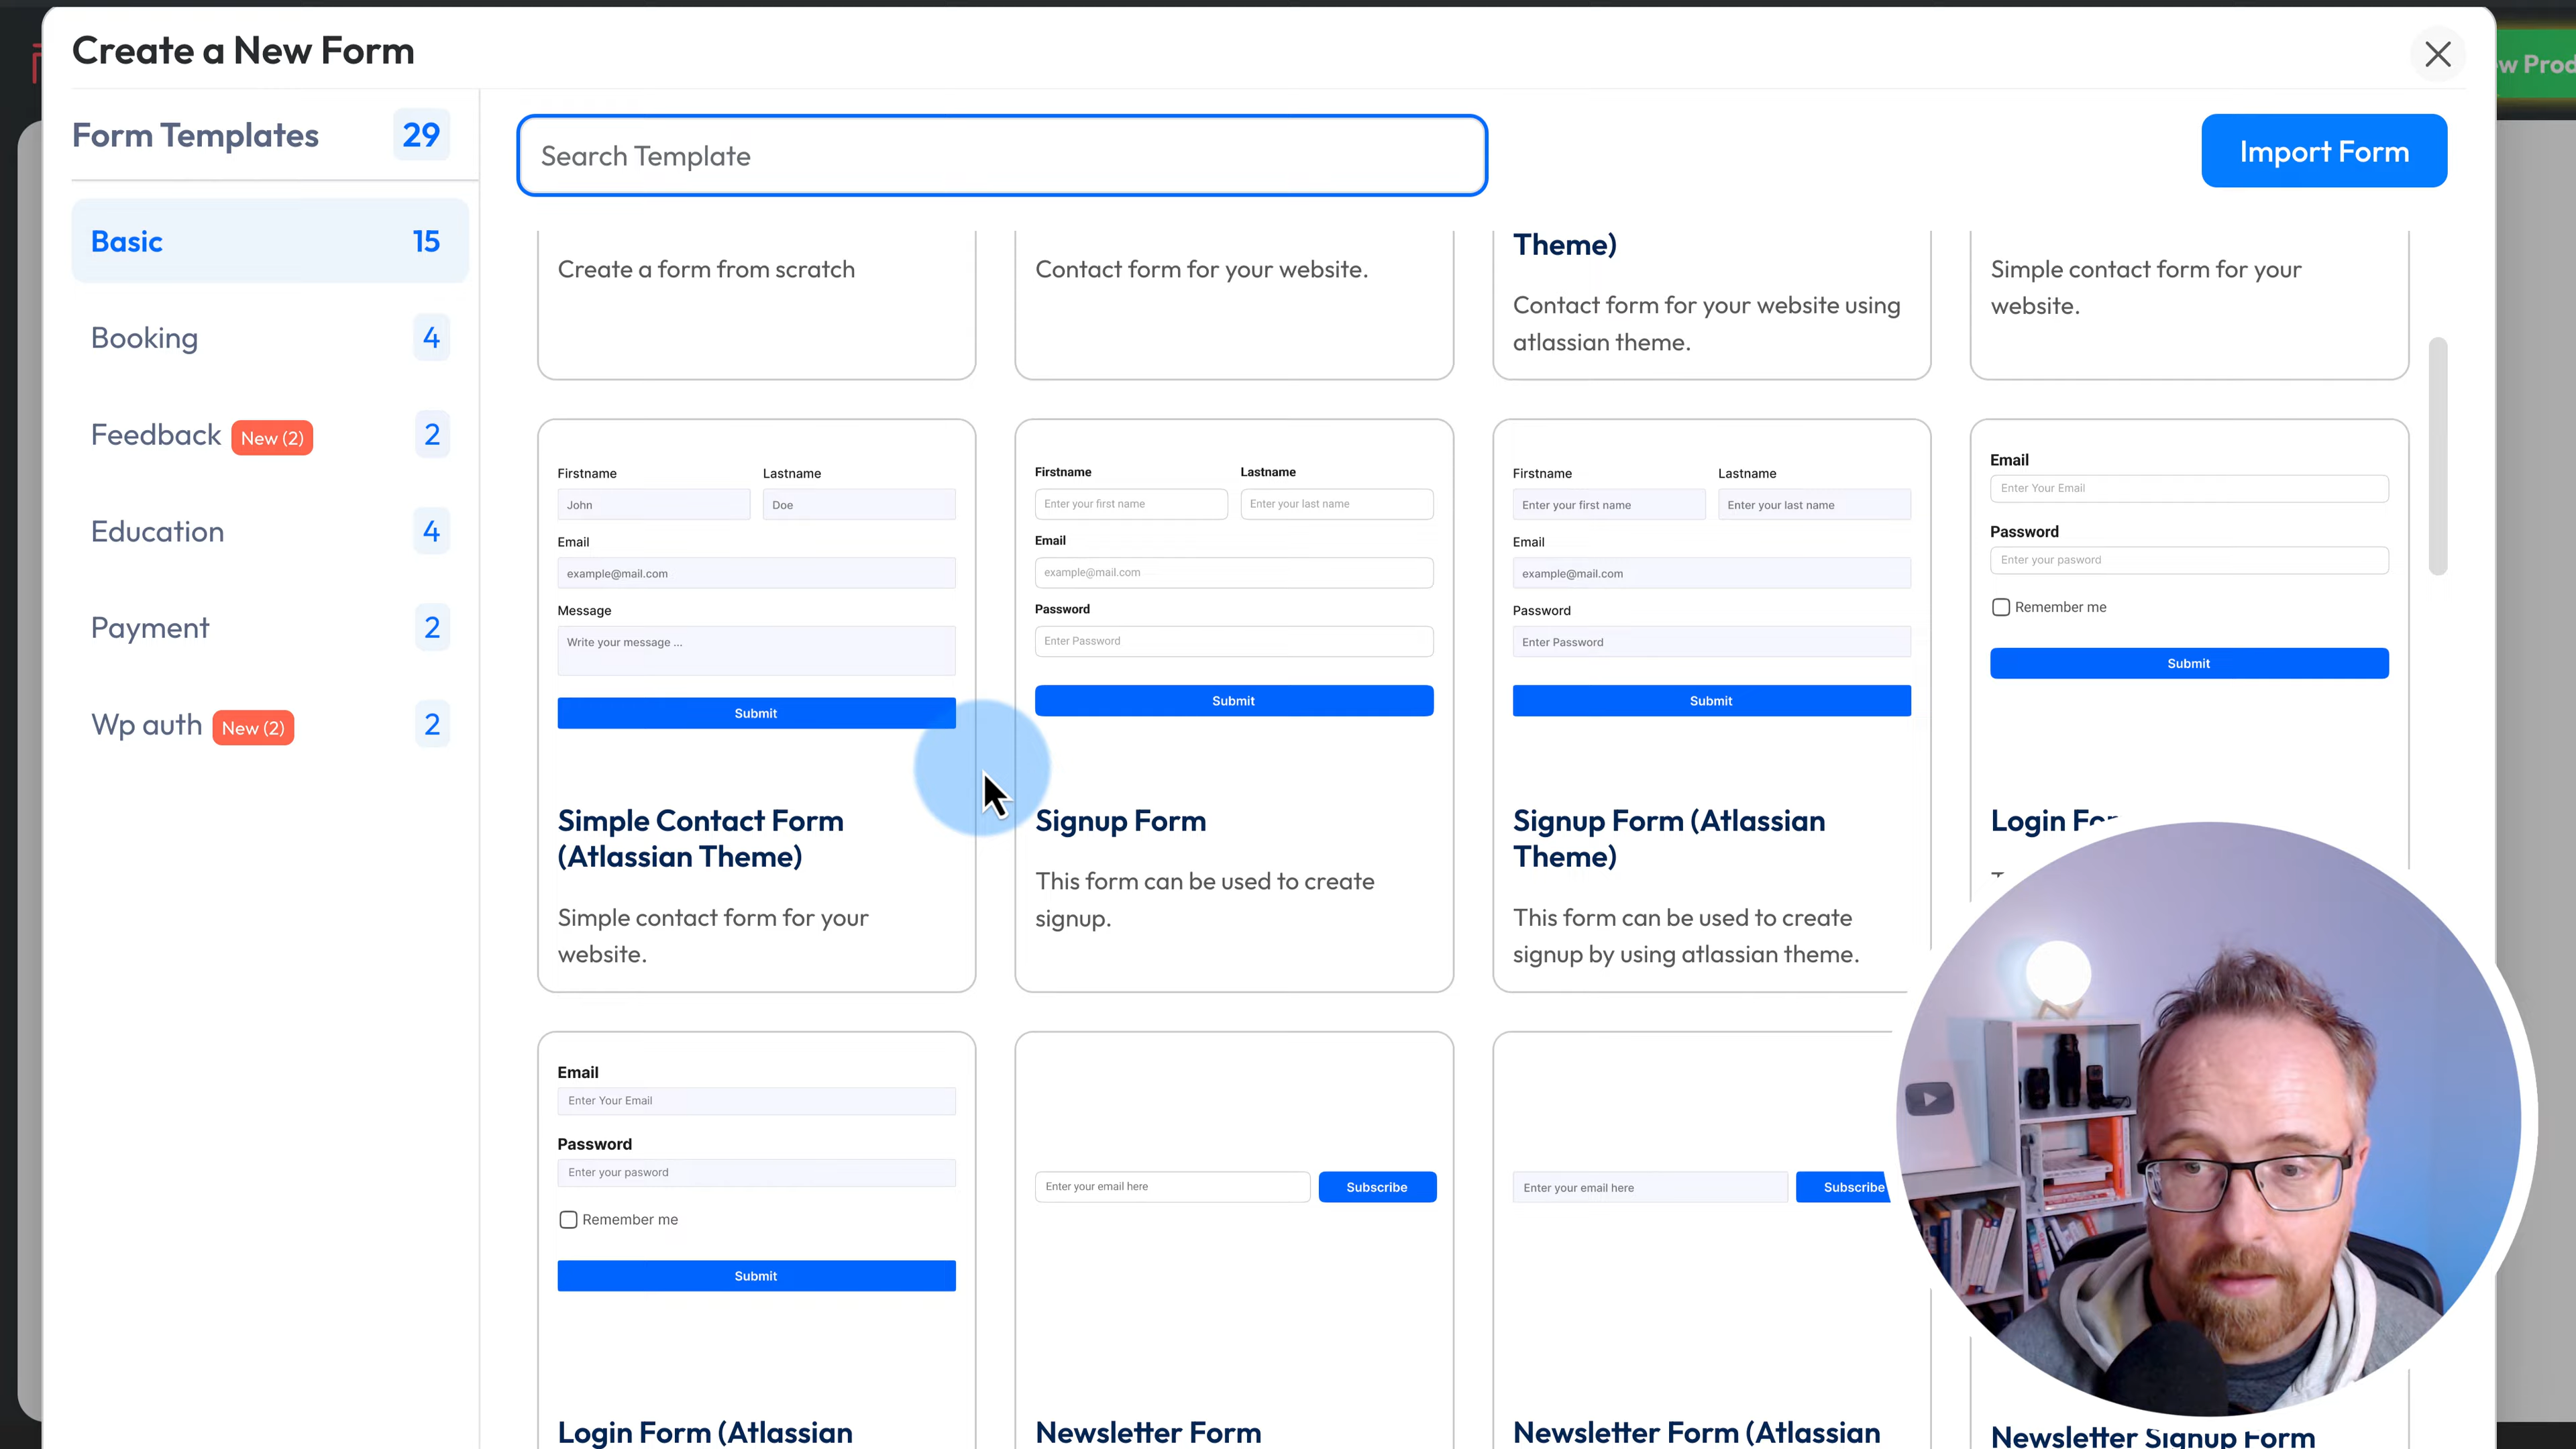 Create a New Form
Form Templates 29
Search Template
Import Form
Basic 15
Booking 4
Feedback New (2) 2
Education 4
Payment 2
Wp auth New (2) 2
Create a form from scratch
Contact form for your website.
Theme)
Contact form for your website using
atlassian theme.
Simple contact form for your
website.
Firstname Lastname
John Doe
Email
example@mail.com
Message
Write your message ...
Submit
Simple Contact Form
(Atlassian Theme)
Simple contact form for your
website.
Firstname Lastname
Enter your first name Enter your last name
Email
example@mail.com
Password
Enter Password
Submit
Signup Form
This form can be used to create
signup.
Firstname Lastname
Enter your first name Enter your last name
Email
example@mail.com
Password
Enter Password
Submit
Signup Form (Atlassian
Theme)
This form can be used to create
signup by using atlassian theme.
Email
Enter Your Email
Password
Enter your pasword
Remember me
Submit
Login
Email
Enter Your Email
Password
Enter your pasword
Remember me
Submit
Login Form (Atlassian
Enter your email here Subscribe
Newsletter Form
Enter your email here Subscribe
Newsletter Form (Atlassian
Newsletter Signup Form